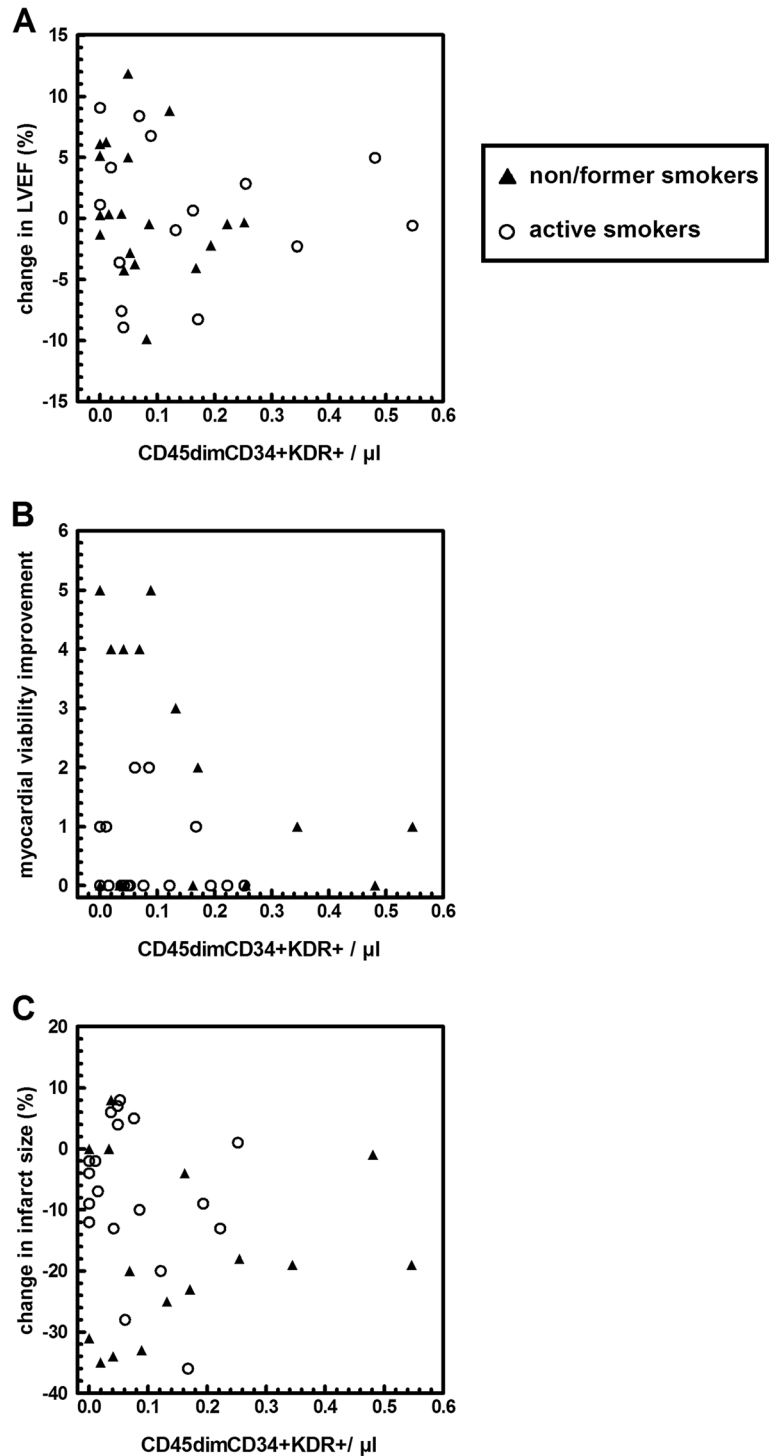 A
15
10
5
0
-5
-10
-15
change in LVEF (%)
0.0 0.1 0.2 0.3 0.4 0.5 0.6
CD45dimCD34+KDR+ / µl
non/former smokers
active smokers
B
6
5
4
3
2
1
0
myocardial viability improvement
0.0 0.1 0.2 0.3 0.4 0.5 0.6
CD45dimCD34+KDR+ / µl
C
20
10
0
-10
-20
-30
-40
change in infarct size (%)
0.0 0.1 0.2 0.3 0.4 0.5 0.6
CD45dimCD34+KDR+/ µl